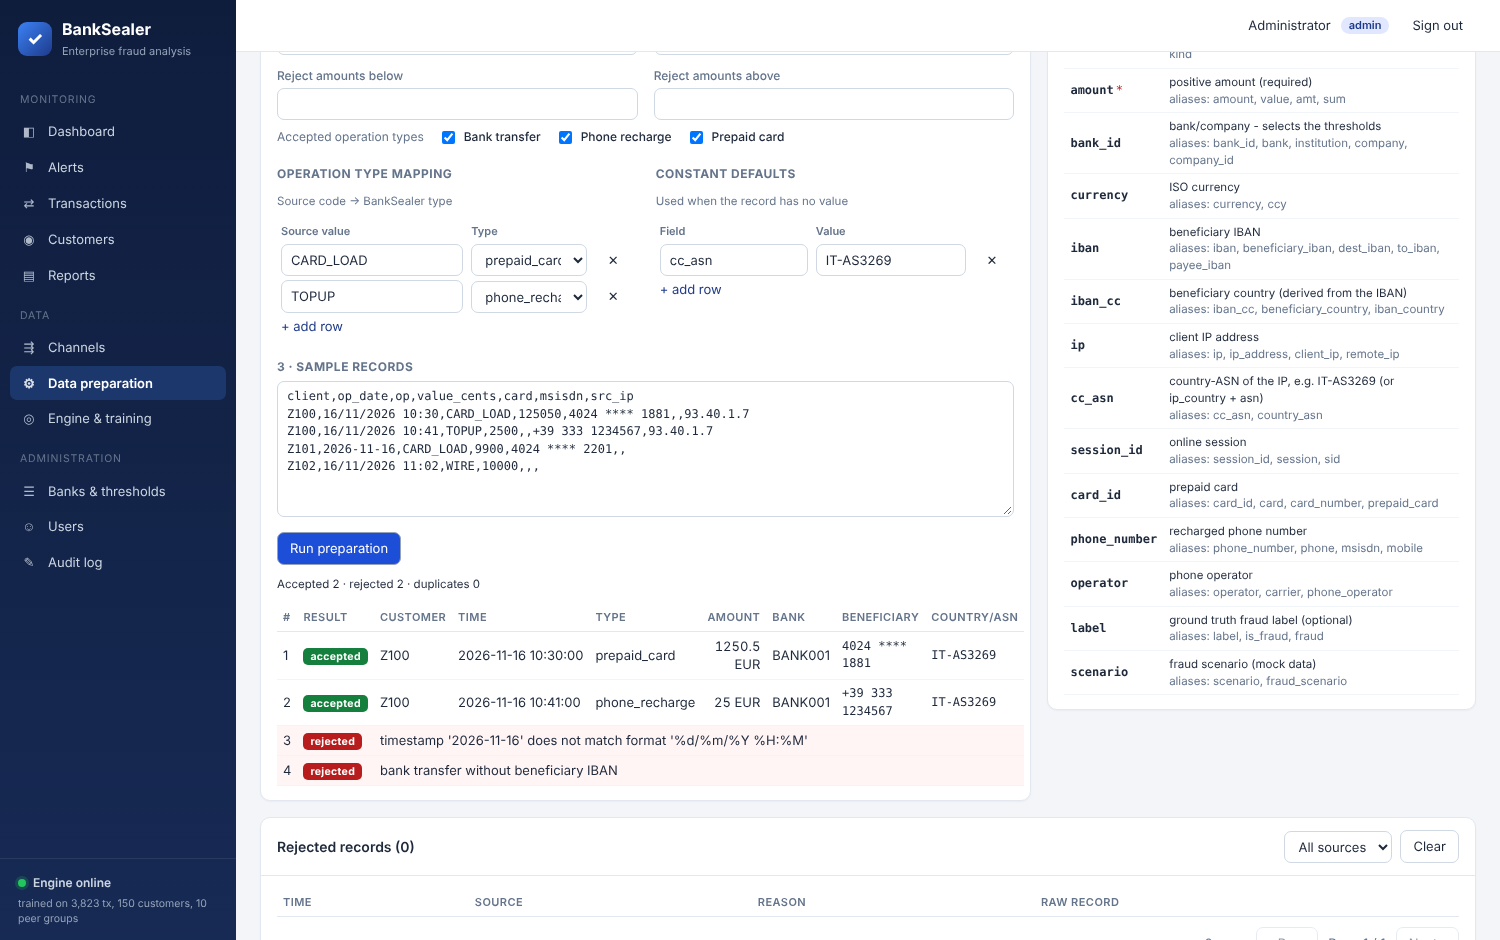 BankSealer
Enterprise fraud analysis
MONITORING
Dashboard
Alerts
Transactions
Customers
Reports
DATA
Channels
Data preparation
Engine & training
ADMINISTRATION
Banks & thresholds
Users
Audit log
Engine online
trained on 3,823 tx, 150 customers, 10
peer groups
Administrator admin Sign out
Reject amounts below Reject amounts above
Accepted operation types Bank transfer Phone recharge Prepaid card
OPERATION TYPE MAPPING
Source code → BankSealer type
Source value Type
CARD_LOAD prepaid_card ×
TOPUP phone_recha ×
+ add row
CONSTANT DEFAULTS
Used when the record has no value
Field Value
cc_asn IT-AS3269 ×
+ add row
3 · SAMPLE RECORDS
client,op_date,op,value_cents,card,msisdn,src_ip
Z100,16/11/2026 10:30,CARD_LOAD,125050,4024 **** 1881,,93.40.1.7
Z100,16/11/2026 10:41,TOPUP,2500,,+39 333 1234567,93.40.1.7
Z101,2026-11-16,CARD_LOAD,9900,4024 **** 2201,,
Z102,16/11/2026 11:02,WIRE,10000,,,
Run preparation
Accepted 2 · rejected 2 · duplicates 0
# RESULT CUSTOMER TIME TYPE AMOUNT BANK BENEFICIARY COUNTRY/ASN
1 accepted Z100 2026-11-16 10:30:00 prepaid_card 1250.5 EUR BANK001 4024 **** 1881 IT-AS3269
2 accepted Z100 2026-11-16 10:41:00 phone_recharge 25 EUR BANK001 +39 333 1234567 IT-AS3269
3 rejected timestamp '2026-11-16' does not match format '%d/%m/%Y %H:%M'
4 rejected bank transfer without beneficiary IBAN
kind
amount * positive amount (required)
aliases: amount, value, amt, sum
bank_id bank/company - selects the thresholds
aliases: bank_id, bank, institution, company,
company_id
currency ISO currency
aliases: currency, ccy
iban beneficiary IBAN
aliases: iban, beneficiary_iban, dest_iban, to_iban,
payee_iban
iban_cc beneficiary country (derived from the IBAN)
aliases: iban_cc, beneficiary_country, iban_country
ip client IP address
aliases: ip, ip_address, client_ip, remote_ip
cc_asn country-ASN of the IP, e.g. IT-AS3269 (or
ip_country + asn)
aliases: cc_asn, country_asn
session_id online session
aliases: session_id, session, sid
card_id prepaid card
aliases: card_id, card, card_number, prepaid_card
phone_number recharged phone number
aliases: phone_number, phone, msisdn, mobile
operator phone operator
aliases: operator, carrier, phone_operator
label ground truth fraud label (optional)
aliases: label, is_fraud, fraud
scenario fraud scenario (mock data)
aliases: scenario, fraud_scenario
Rejected records (0) All sources Clear
TIME SOURCE REASON RAW RECORD